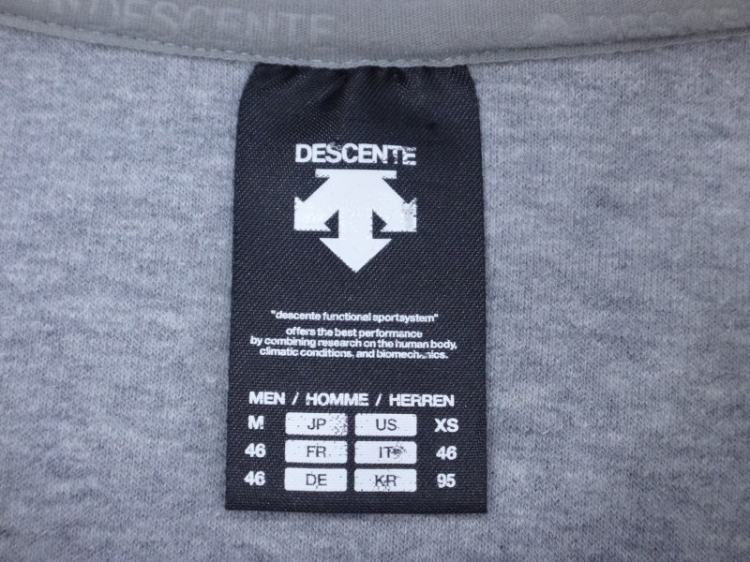 DESCENTE
DESCENTE
"descente functional sportsystem"
offers the best performance
by combining research on the human body,
climatic conditions, and biomechanics.
MEN / HOMME / HERREN
M JP US XS
46 FR IT 46
46 DE KR 95